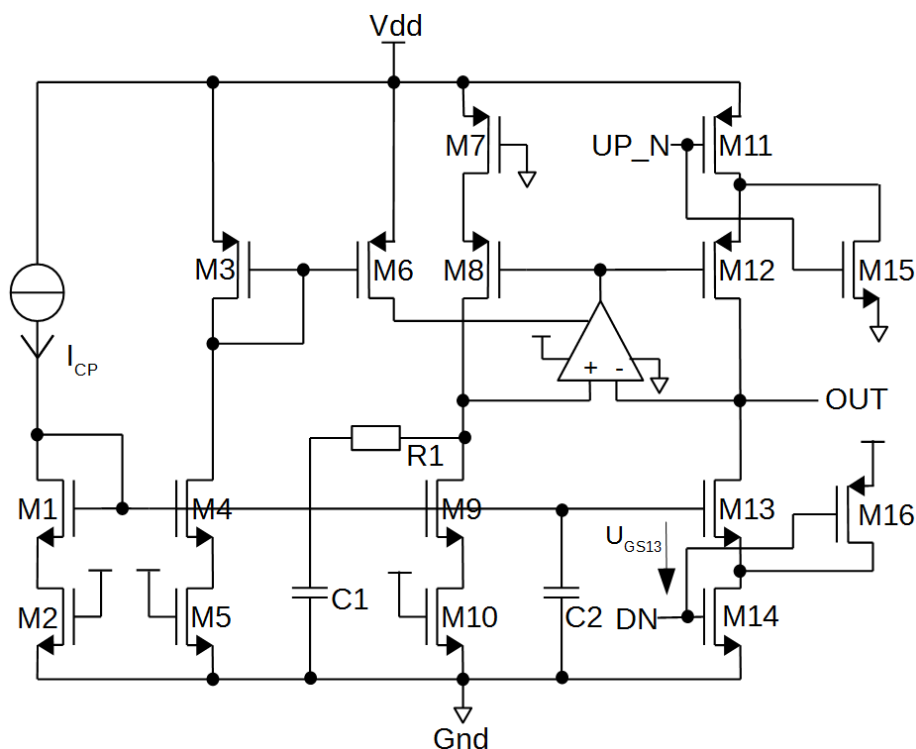 Vdd
M7
UP_N
M11
M3
M6
M8
M12
M15
I_CP
+ -
OUT
R1
M1
M4
M9
M13
M16
U_GS13
M2
M5
C1
M10
C2
DN
M14
Gnd